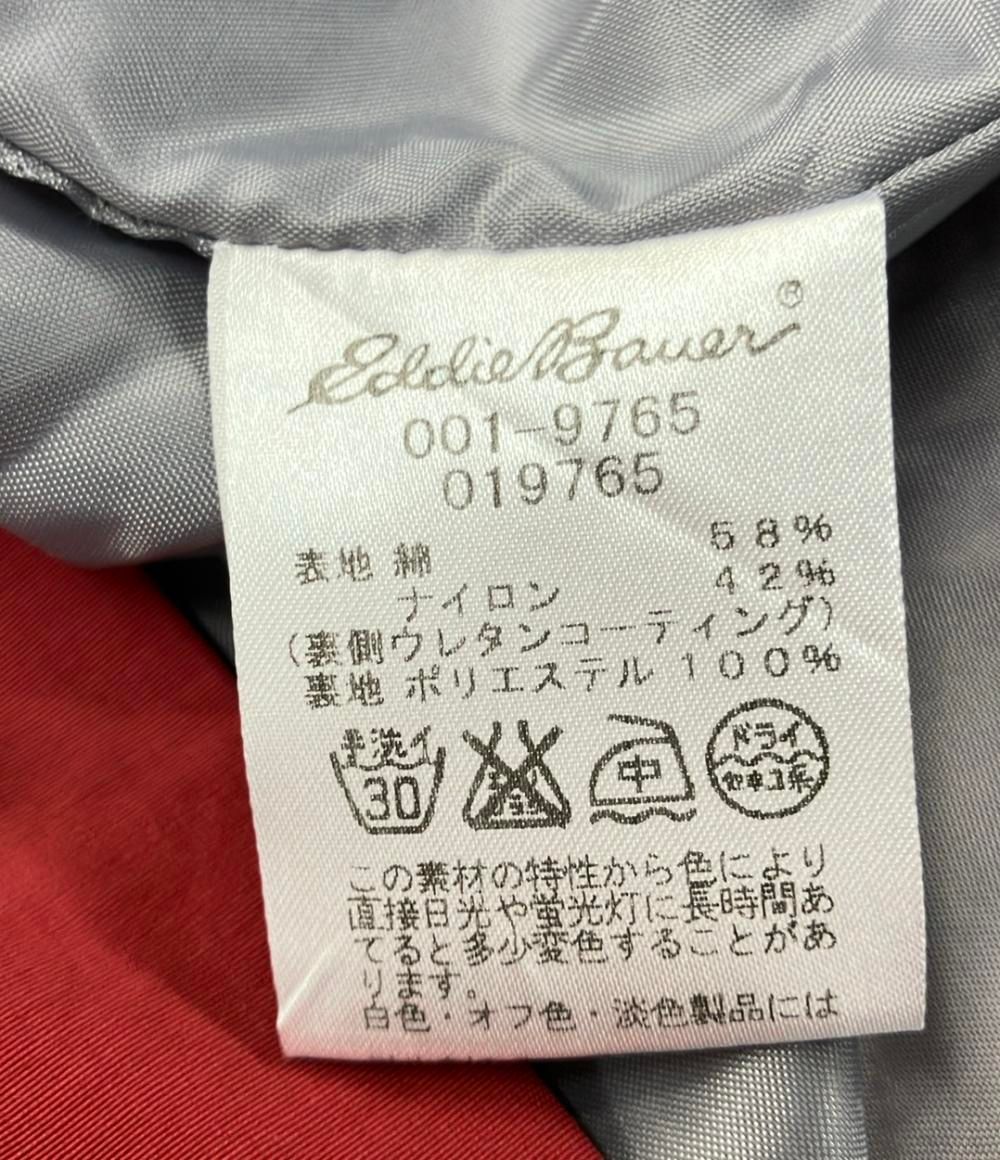 Eddie Bauer®
001-9765
019765
表地 綿 58%
ナイロン 42%
(裏側ウレタンコーティング)
裏地 ポリエステル 100%
手洗イ
30
中
ドライ
セキユ系
この素材の特性から色により
直接日光や蛍光灯に長時間あ
てると多少変色することがあ
ります。
白色・オフ色・淡色製品には